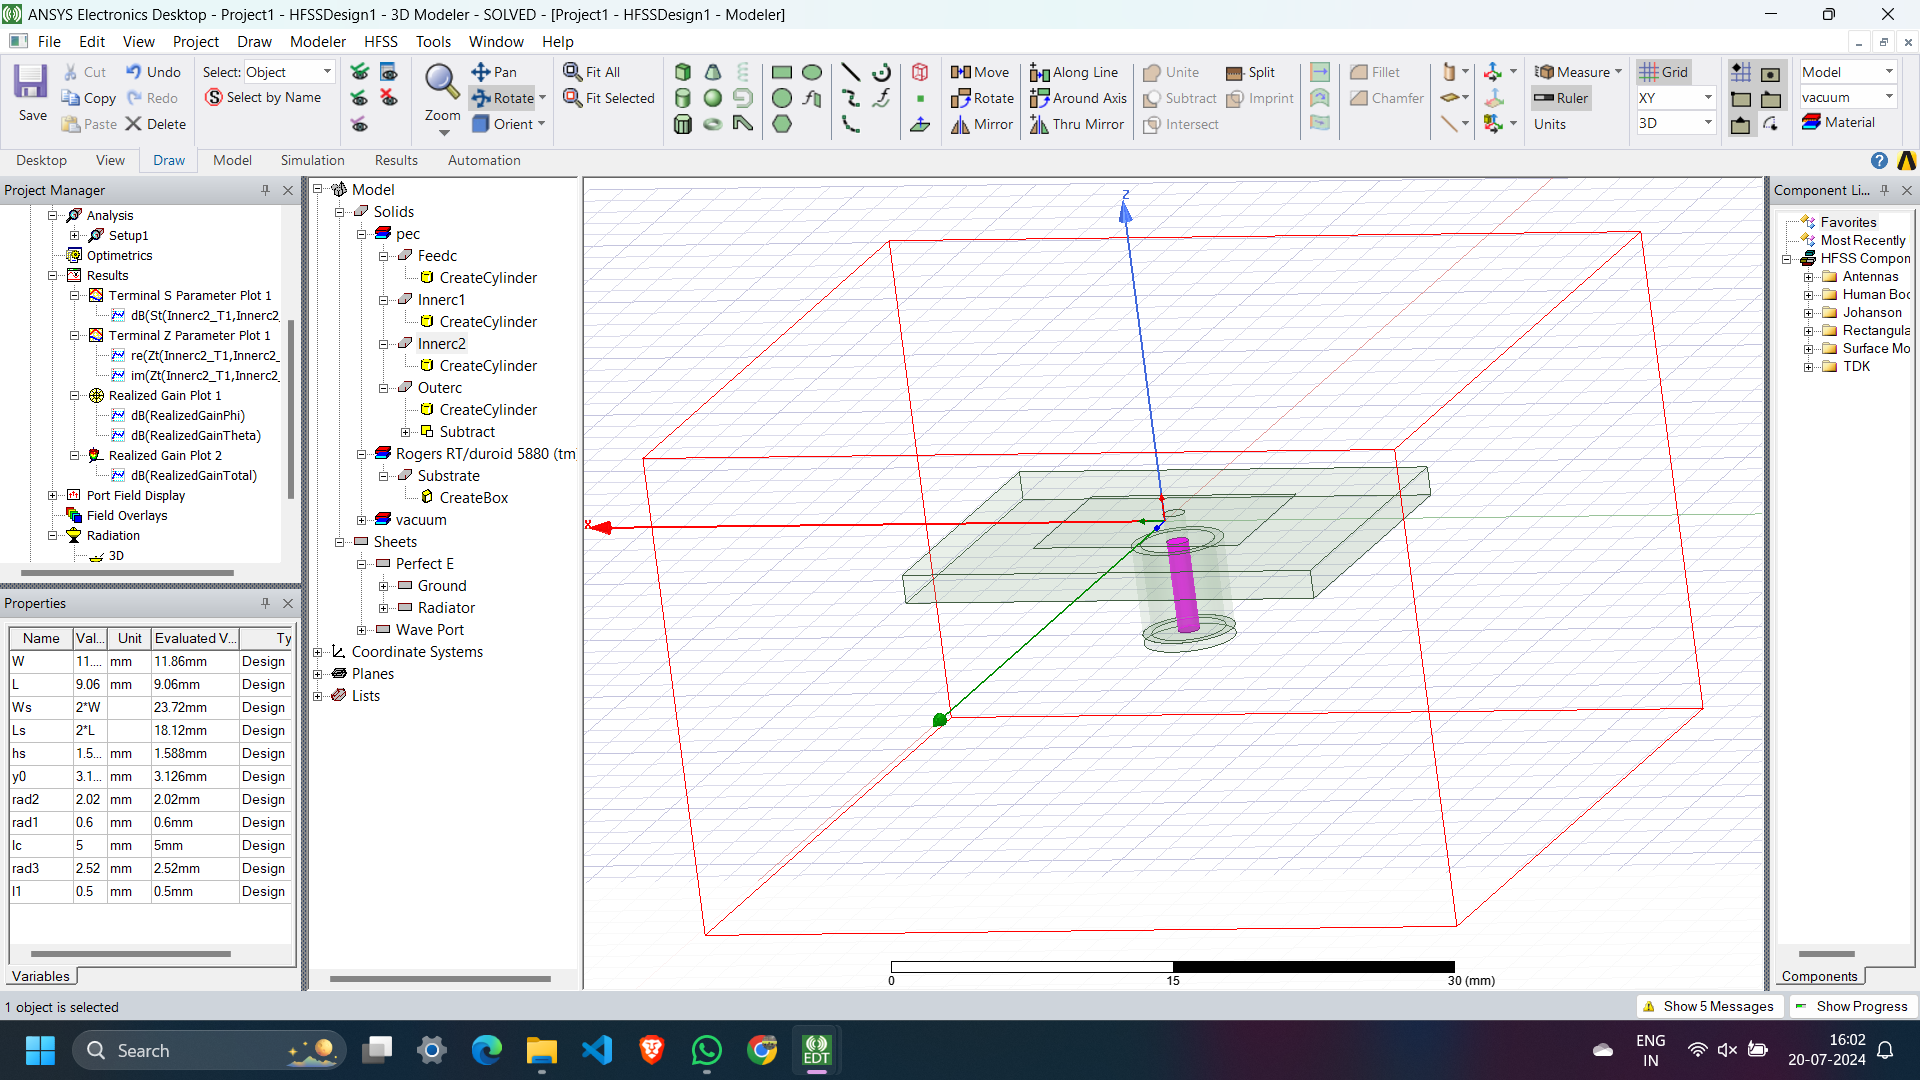 ANSYS Electronics Desktop - Project1 - HFSSDesign1 - 3D Modeler - SOLVED - [Project1 - HFSSDesign1 - Modeler]
File Edit View Project Draw Modeler HFSS Tools Window Help
Save
Cut Undo
Copy Redo
Paste Delete
Select: Object
Select by Name
Zoom
Pan
Rotate
Orient
Fit All
Fit Selected
Move Along Line
Rotate Around Axis
Mirror Thru Mirror
Unite Split
Subtract Imprint
Intersect
Fillet
Chamfer
Measure
Ruler
Units
Grid
XY
3D
Model
vacuum
Material
Desktop View Draw Model Simulation Results Automation
Project Manager
Analysis
Setup1
Optimetrics
Results
Terminal S Parameter Plot 1
dB(St(Innerc2_T1,Innerc2_
Terminal Z Parameter Plot 1
re(Zt(Innerc2_T1,Innerc2_
im(Zt(Innerc2_T1,Innerc2_
Realized Gain Plot 1
dB(RealizedGainPhi)
dB(RealizedGainTheta)
Realized Gain Plot 2
dB(RealizedGainTotal)
Port Field Display
Field Overlays
Radiation
3D
Properties
Name Val... Unit Evaluated V... Ty
W 11.... mm 11.86mm Design
L 9.06 mm 9.06mm Design
Ws 2*W 23.72mm Design
Ls 2*L 18.12mm Design
hs 1.5... mm 1.588mm Design
y0 3.1... mm 3.126mm Design
rad2 2.02 mm 2.02mm Design
rad1 0.6 mm 0.6mm Design
lc 5 mm 5mm Design
rad3 2.52 mm 2.52mm Design
l1 0.5 mm 0.5mm Design
Variables
Model
Solids
pec
Feedc
CreateCylinder
Innerc1
CreateCylinder
Innerc2
CreateCylinder
Outerc
CreateCylinder
Subtract
Rogers RT/duroid 5880 (tm
Substrate
CreateBox
vacuum
Sheets
Perfect E
Ground
Radiator
Wave Port
Coordinate Systems
Planes
Lists
Z
X
0 15 30 (mm)
Component Li...
Favorites
Most Recently
HFSS Compon
Antennas
Human Boo
Johanson
Rectangula
Surface Mo
TDK
Components
1 object is selected
Show 5 Messages Show Progress
Search
EDT
ENG
IN
16:02
20-07-2024